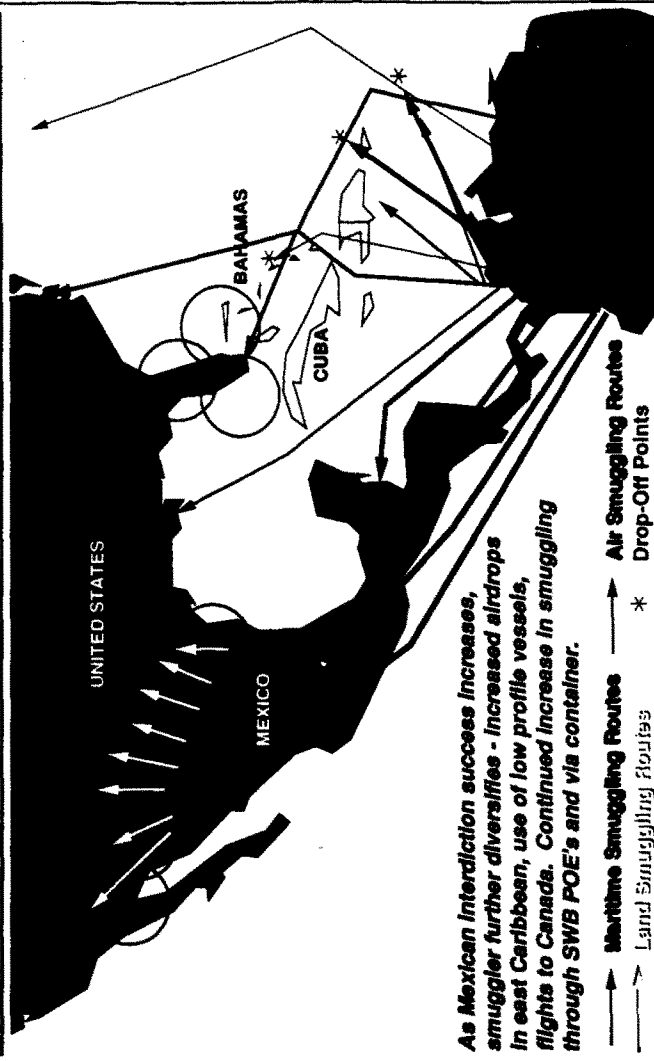 UNITED STATES
MEXICO
BAHAMAS
CUBA
As Mexican interdiction success increases,
smuggler further diversifies - increased airdrops
in east Caribbean, use of low profile vessels,
flights to Canada. Continued increase in smuggling
through SWB POE's and via container.
Maritime Smuggling Routes
Air Smuggling Routes
Land Smuggling Routes
* Drop-Off Points